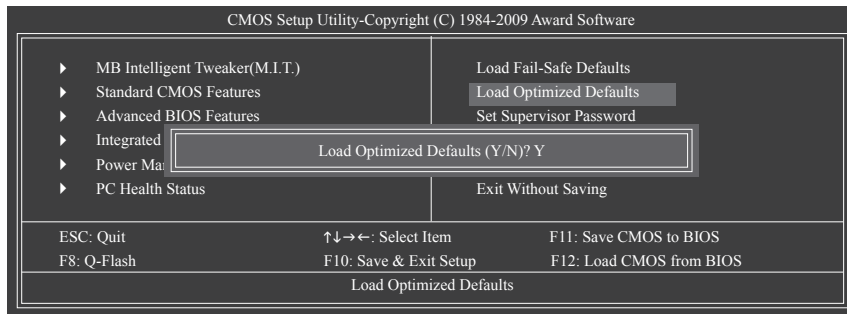 CMOS Setup Utility-Copyright (C) 1984-2009 Award Software
MB Intelligent Tweaker(M.I.T.)
Standard CMOS Features
Advanced BIOS Features
Integrated
Power Ma
PC Health Status
Load Fail-Safe Defaults
Load Optimized Defaults
Set Supervisor Password
Exit Without Saving
Load Optimized Defaults (Y/N)? Y
ESC: Quit ↑↓→←: Select Item F11: Save CMOS to BIOS
F8: Q-Flash F10: Save & Exit Setup F12: Load CMOS from BIOS
Load Optimized Defaults